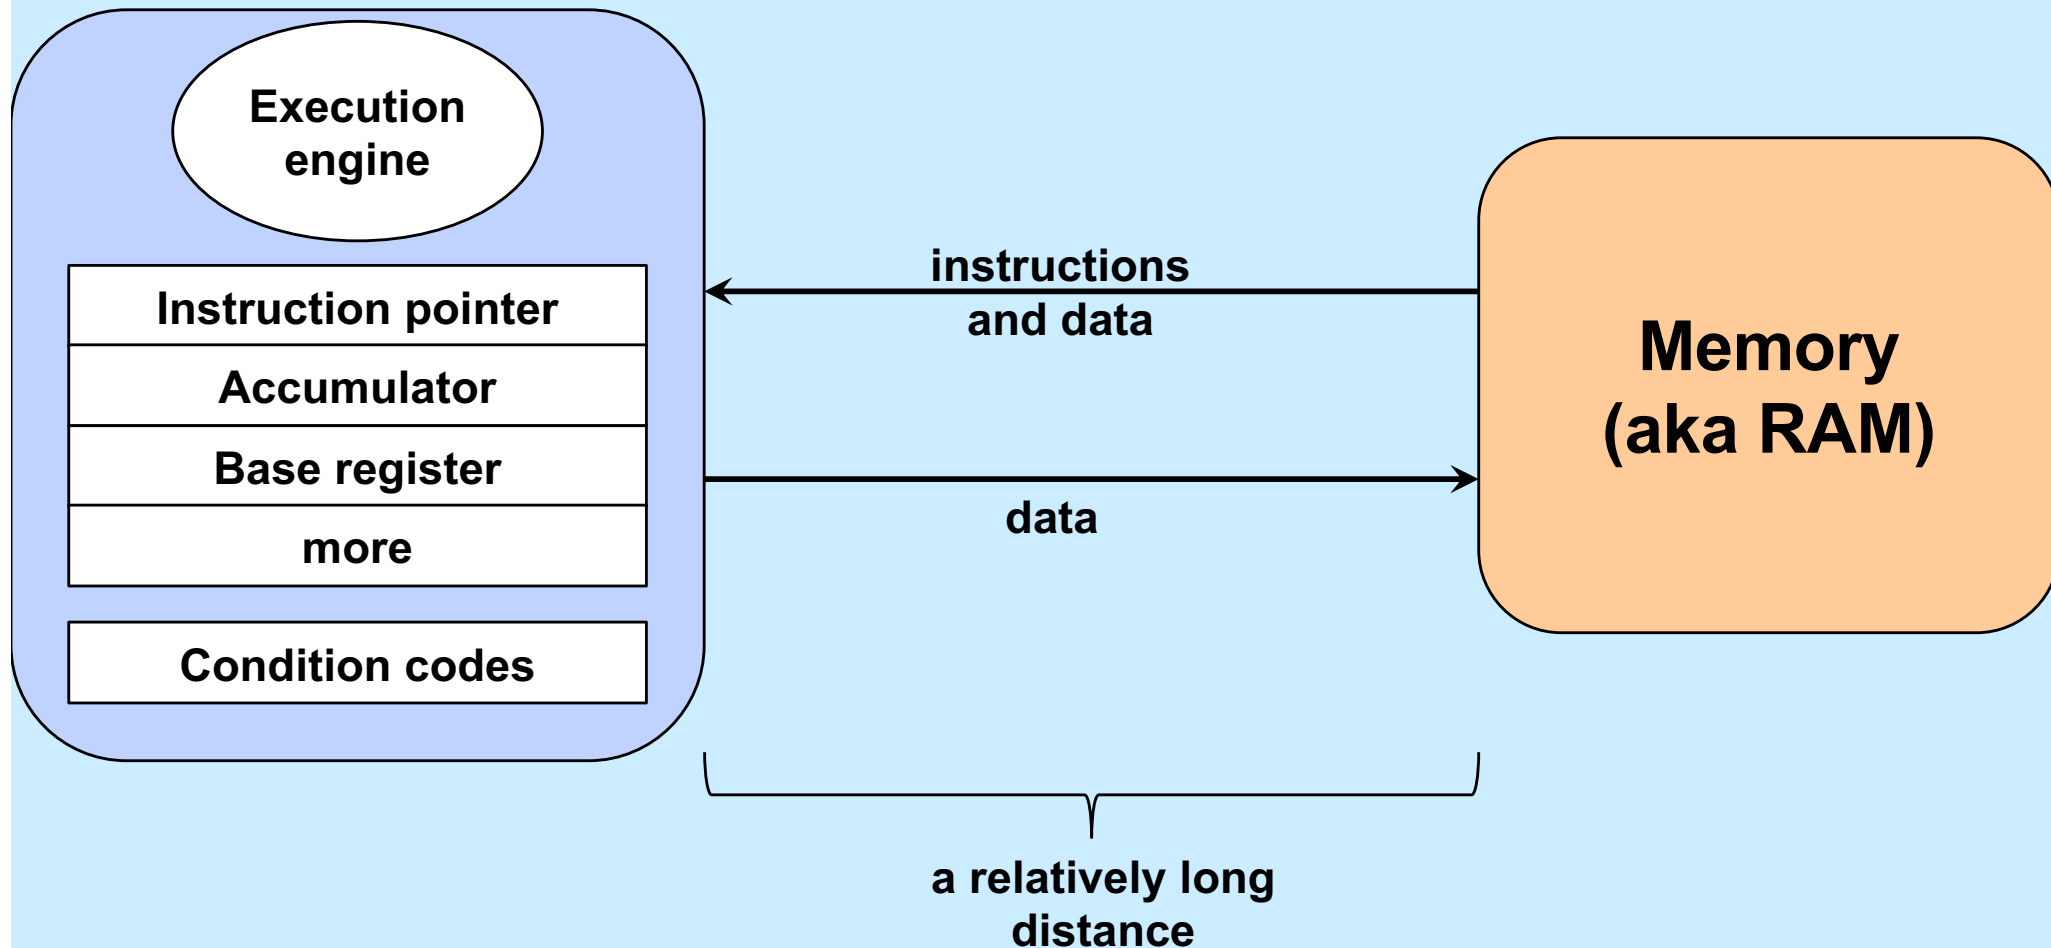 Execution
engine
Instruction pointer
Accumulator
Base register
more
Condition codes
instructions
and data
data
Memory
(aka RAM)
a relatively long
distance